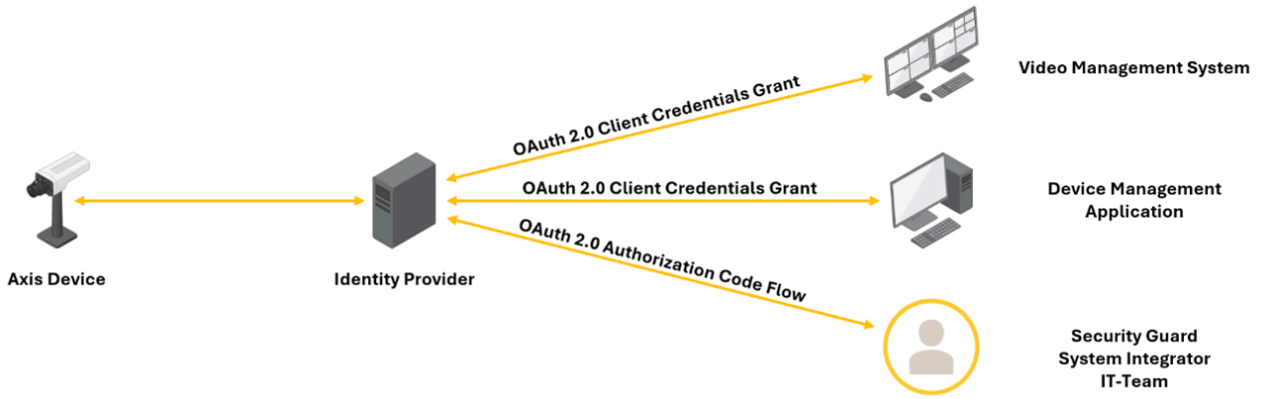 OAuth 2.0 Client Credentials Grant
Video Management System
OAuth 2.0 Client Credentials Grant
Device Management
Application
OAuth 2.0 Authorization Code Flow
Axis Device
Identity Provider
Security Guard
System Integrator
IT-Team